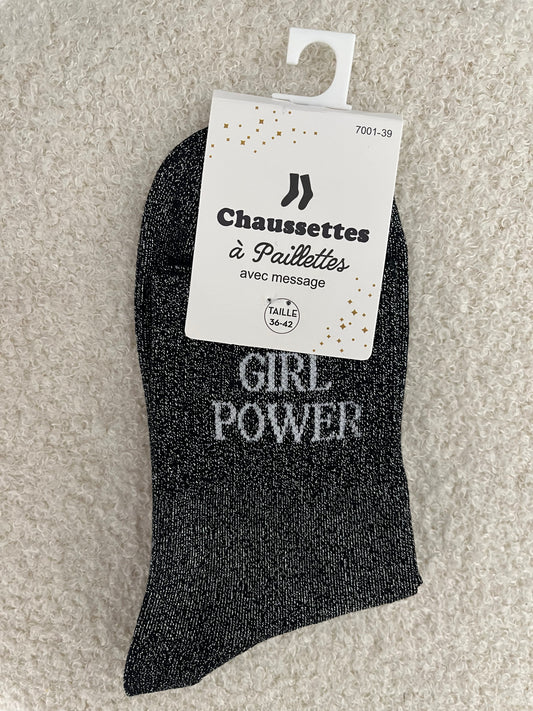 7001-39
Chaussettes
à Paillettes
avec message
TAILLE
36-42
GIRL
POWER